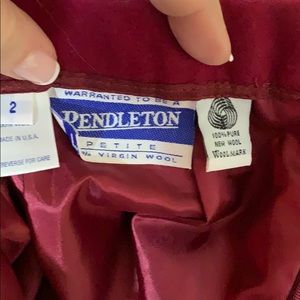 2
MADE IN U.S.A.
REVERSE FOR CARE
WARRANTED TO BE A
PENDLETON
PETITE
VIRGIN WOOL
100% PURE
NEW WOOL
WOOLMARK